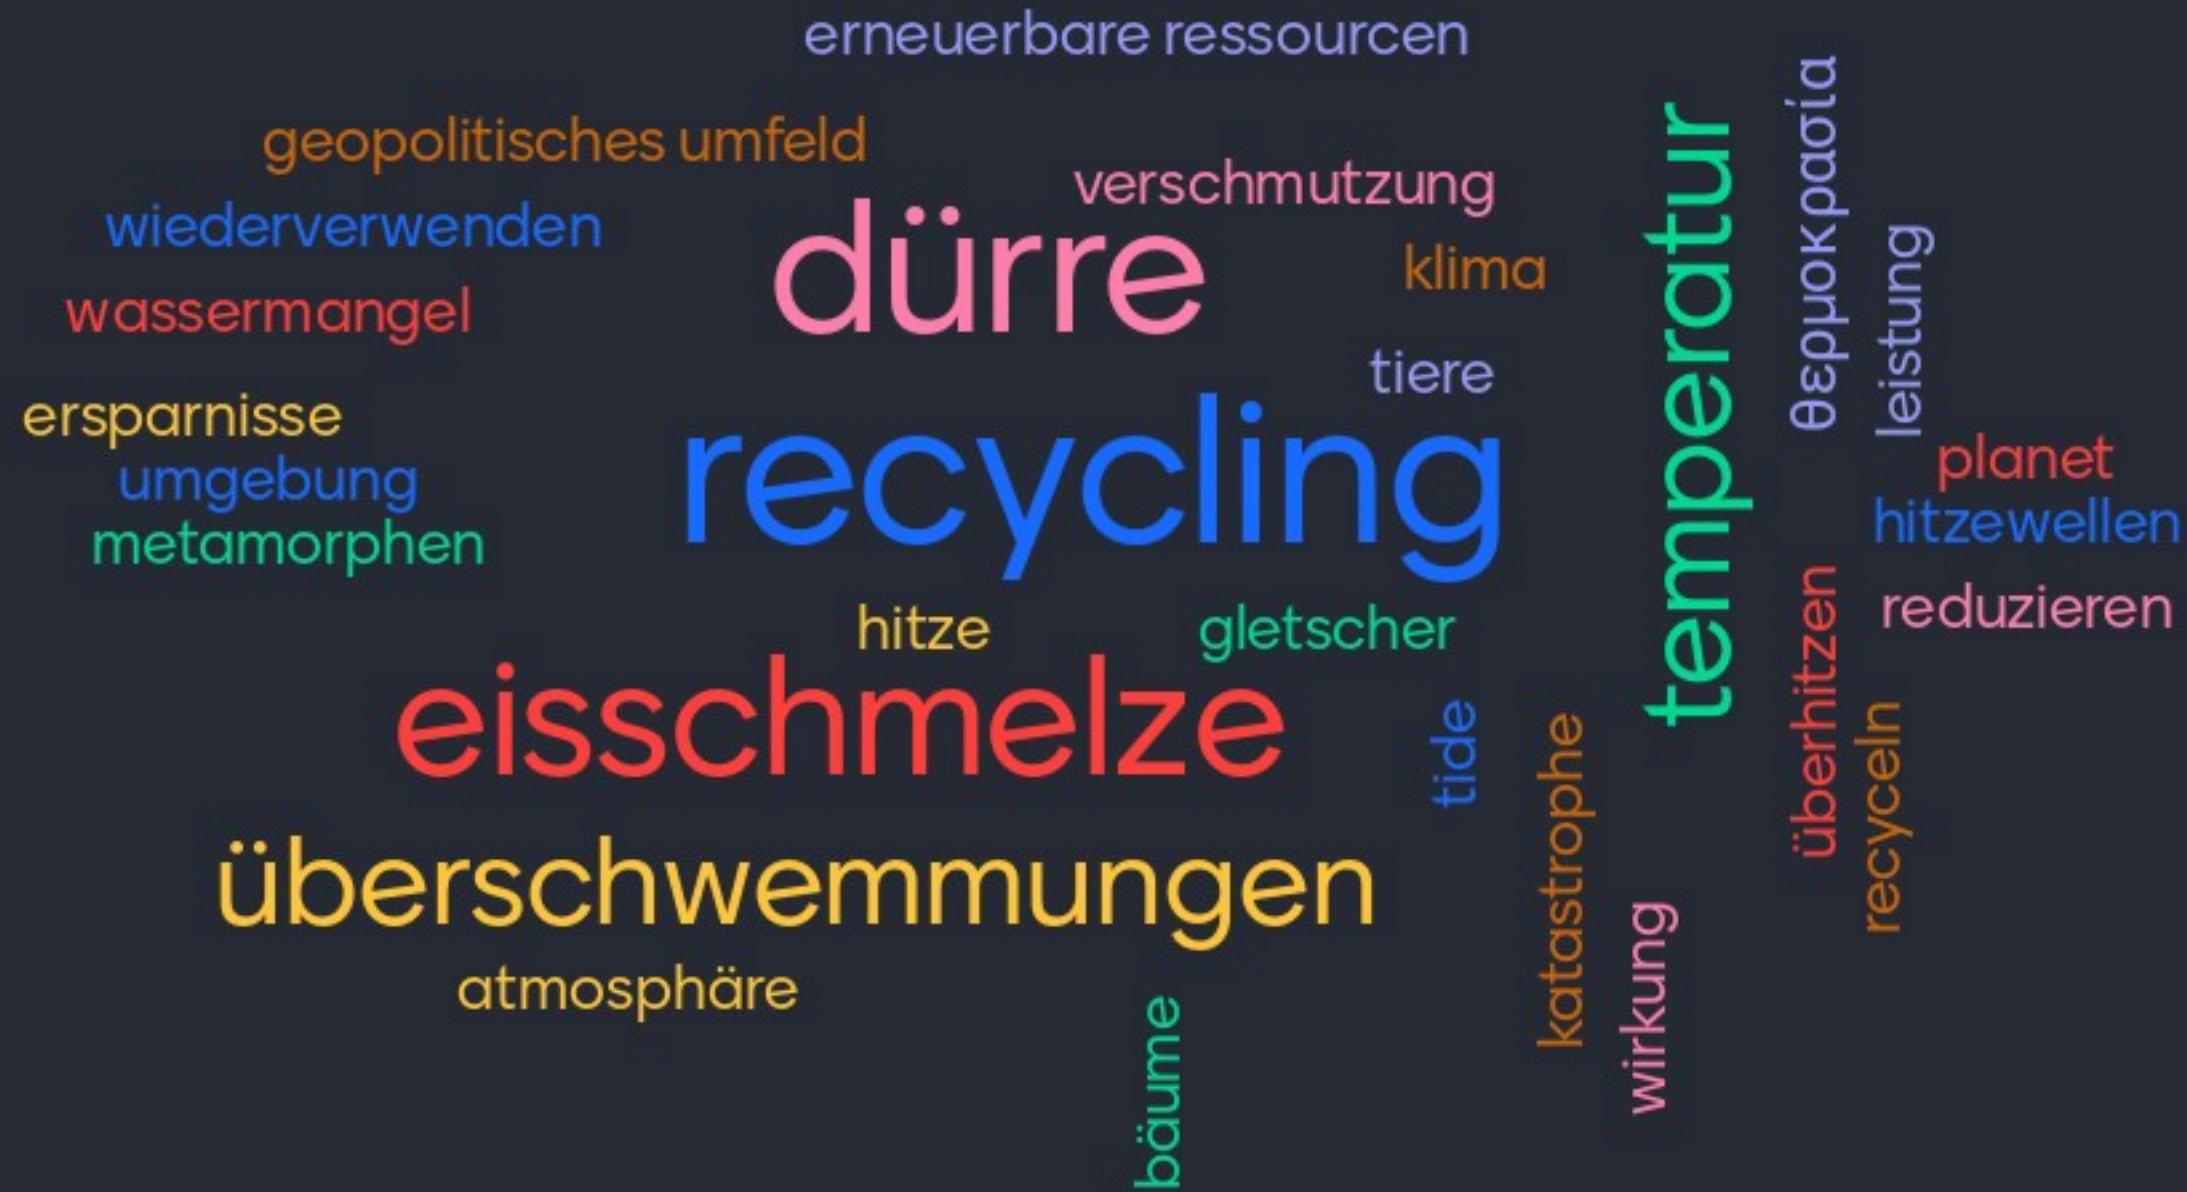 erneuerbare ressourcen
geopolitisches umfeld
verschmutzung
wiederverwenden
dürre
klima
wassermangel
tiere
temperatur
θερμοκρασία
leistung
ersparnisse
recycling
planet
umgebung
hitzewellen
metamorphen
hitze
gletscher
reduzieren
eisschmelze
tide
katastrophe
überhitzen
recyceln
überschwemmungen
atmosphäre
wirkung
bäume